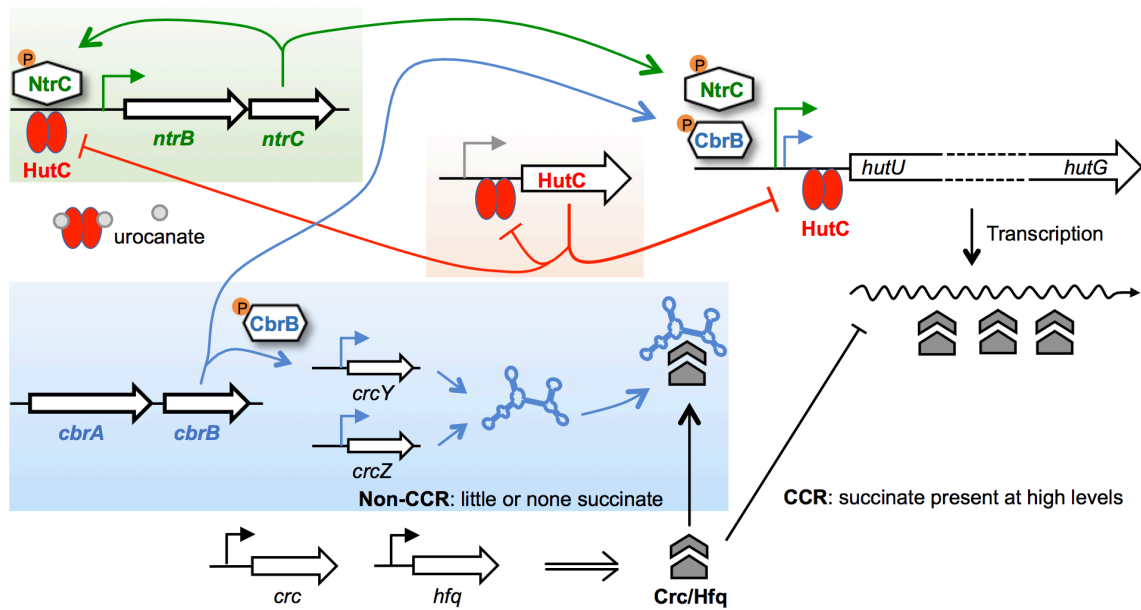 P
NtrC
ntrB
ntrC
HutC
urocanate
P
NtrC
P
CbrB
hutU
hutG
HutC
HutC
Transcription
P
CbrB
cbrA
cbrB
crcY
crcZ
Non-CCR: little or none succinate
CCR: succinate present at high levels
crc
hfq
Crc/Hfq